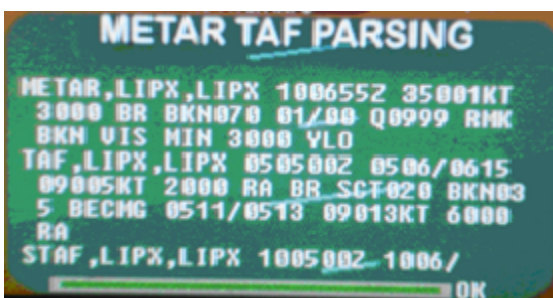 METAR TAF PARSING
METAR,LIPX,LIPX 100655Z 35001KT
3000 BR BKN070 01/00 Q0999 RMK
BKN VIS MIN 3000 YLO
TAF,LIPX,LIPX 050500Z 0506/0615
09005KT 2000 RA BR SCT020 BKN03
5 BECMG 0511/0513 09013KT 6000
RA
STAF,LIPX,LIPX 100500Z 1006/
OK